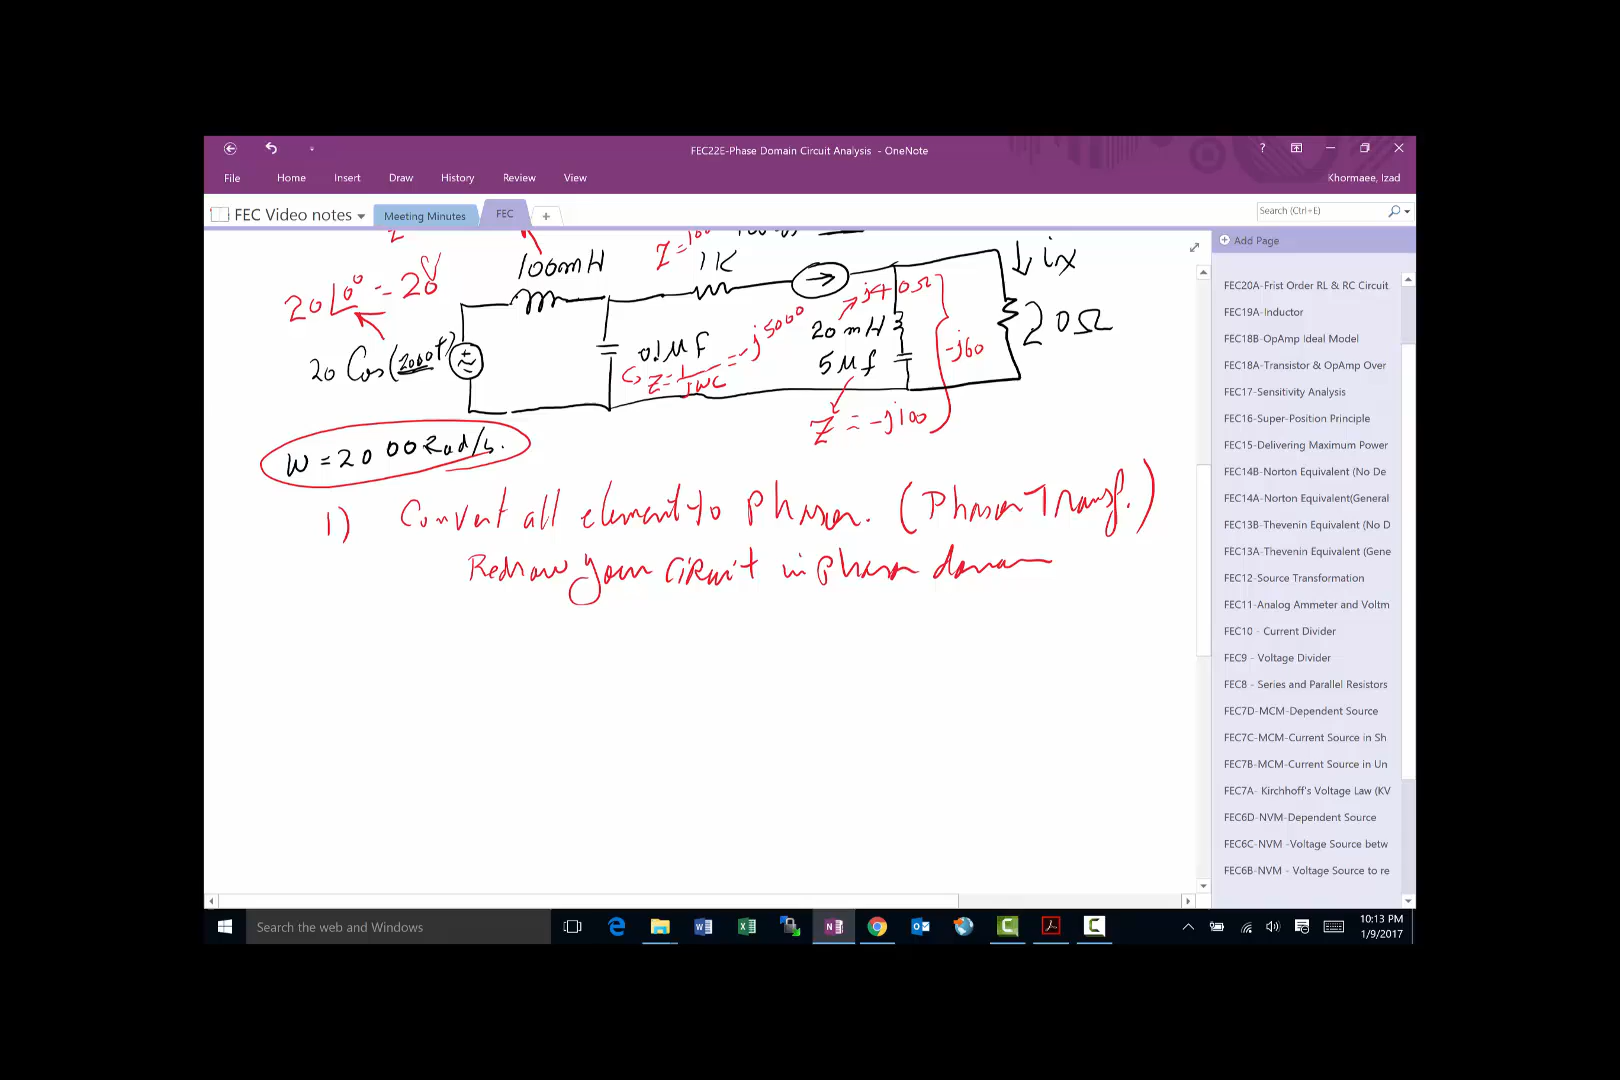 FEC22E-Phase Domain Circuit Analysis - OneNote
?
File Home Insert Draw History Review View
Khormaee, Izad
FEC Video notes Meeting Minutes FEC +
Search (Ctrl+E)
Add Page
100mH
Z=
1K
↓ ix
20∠0° = 20V
j40Ω
20 Cos(2000t)
0.1μF
Z = 1/jωC = -j5000
20mH
5μf
-j60
20Ω
Z = -j100
W = 2000Rad/s.
1) Convert all element to Phasor. (Phasor Transf.)
Redraw your circuit in phasor domain
FEC20A-Frist Order RL & RC Circuit
FEC19A-Inductor
FEC18B-OpAmp Ideal Model
FEC18A-Transistor & OpAmp Over
FEC17-Sensitivity Analysis
FEC16-Super-Position Principle
FEC15-Delivering Maximum Power
FEC14B-Norton Equivalent (No De
FEC14A-Norton Equivalent(General
FEC13B-Thevenin Equivalent (No D
FEC13A-Thevenin Equivalent (Gene
FEC12-Source Transformation
FEC11-Analog Ammeter and Voltm
FEC10 - Current Divider
FEC9 - Voltage Divider
FEC8 - Series and Parallel Resistors
FEC7D-MCM-Dependent Source
FEC7C-MCM-Current Source in Sh
FEC7B-MCM-Current Source in Un
FEC7A- Kirchhoff's Voltage Law (KV
FEC6D-NVM-Dependent Source
FEC6C-NVM -Voltage Source betw
FEC6B-NVM - Voltage Source to re
Search the web and Windows
10:13 PM
1/9/2017